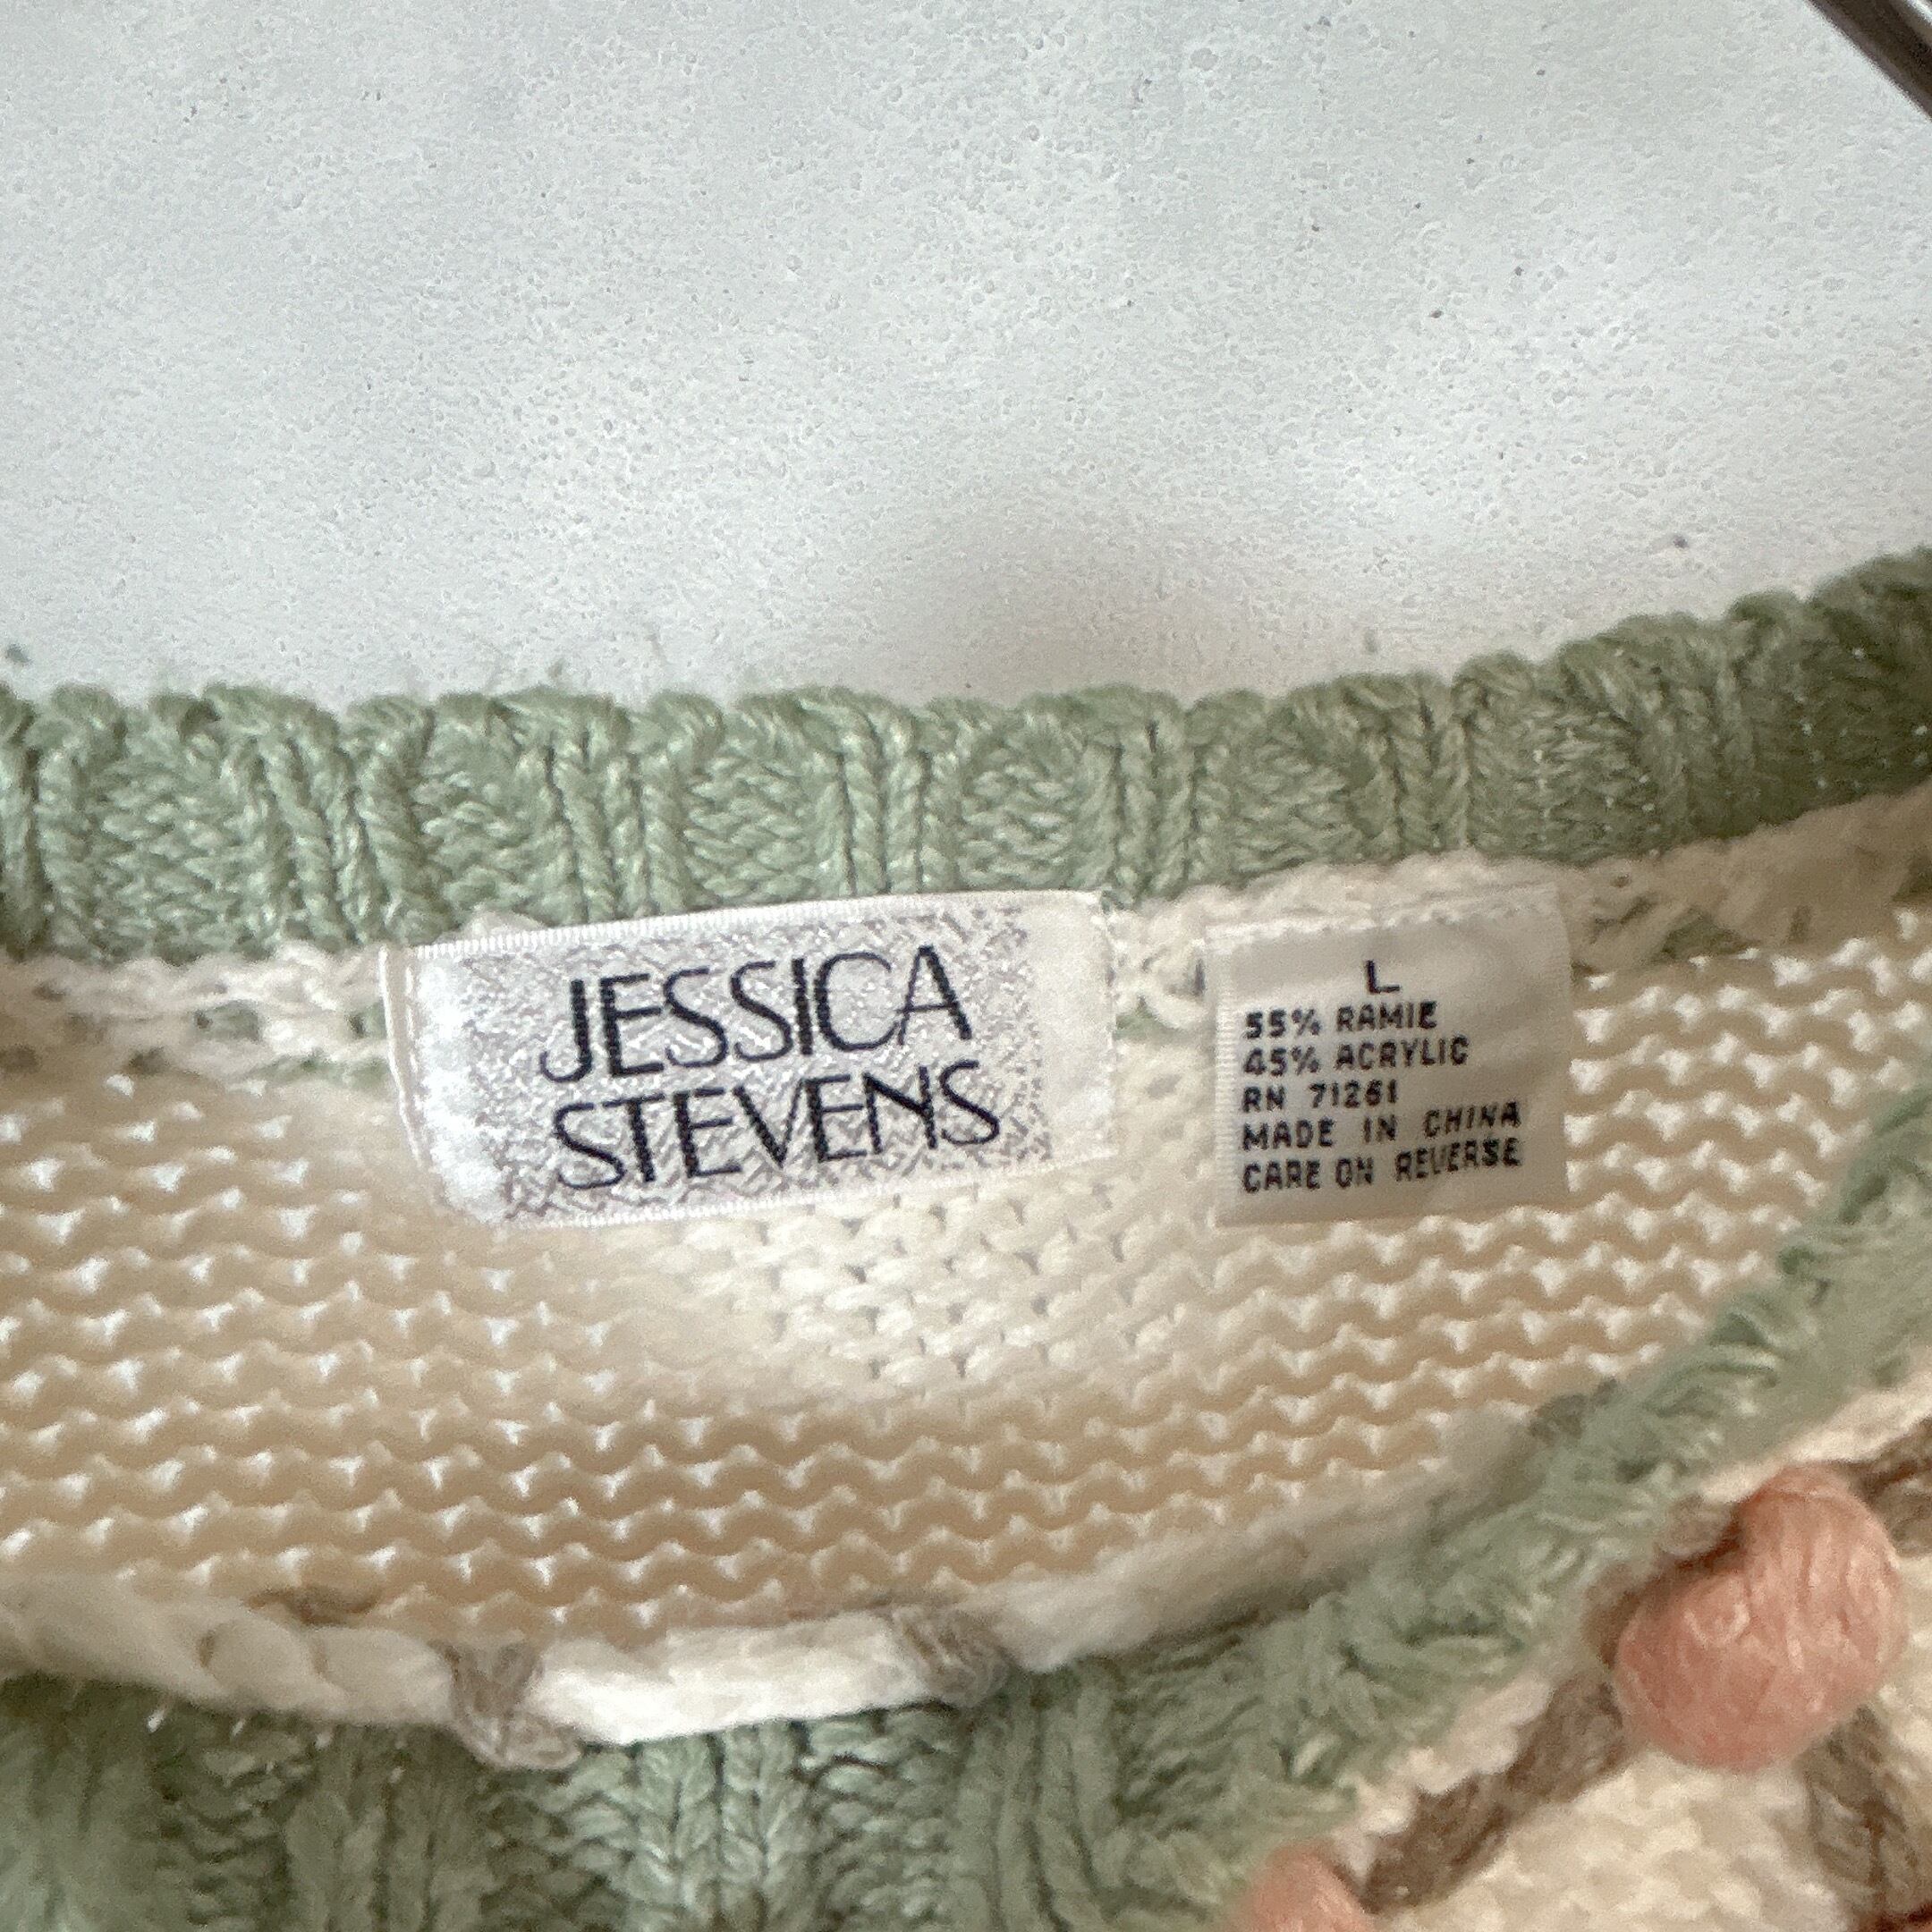 JESSICA
STEVENS
L
55% RAMIE
45% ACRYLIC
RN 71261
MADE IN CHINA
CARE ON REVERSE